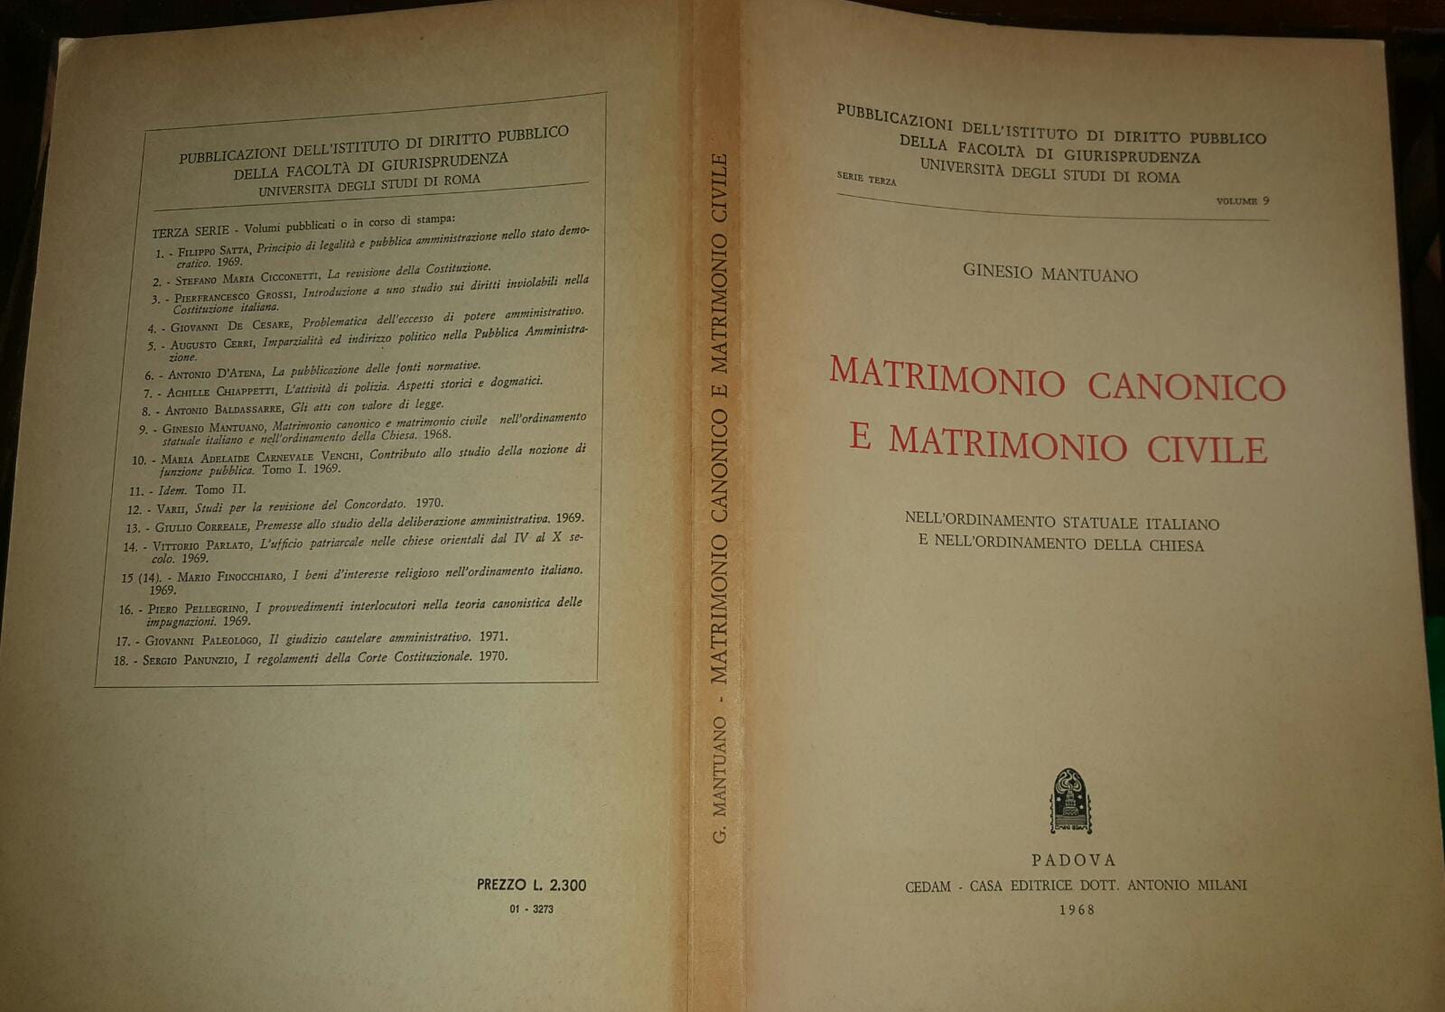 PUBBLICAZIONI DELL'ISTITUTO DI DIRITTO PUBBLICO
DELLA FACOLTÀ DI GIURISPRUDENZA
UNIVERSITÀ DEGLI STUDI DI ROMA
TERZA SERIE - Volumi pubblicati o in corso di stampa:
1. - FILIPPO SATTA, Principio di legalità e pubblica amministrazione nello stato demo-
cratico. 1969.
2. - STEFANO MARIA CICCONETTI, La revisione della Costituzione.
3. - PIERFRANCESCO GROSSI, Introduzione a uno studio sui diritti inviolabili nella
Costituzione italiana.
4. - GIOVANNI DE CESARE, Problematica dell'eccesso di potere amministrativo.
5. - AUGUSTO CERRI, Imparzialità ed indirizzo politico nella Pubblica Amministra-
zione.
6. - ANTONIO D'ATENA, La pubblicazione delle fonti normative.
7. - ACHILLE CHIAPPETTI, L'attività di polizia. Aspetti storici e dogmatici.
8. - ANTONIO BALDASSARRE, Gli atti con valore di legge.
9. - GINESIO MANTUANO, Matrimonio canonico e matrimonio civile nell'ordinamento
statuale italiano e nell'ordinamento della Chiesa. 1968.
10. - MARIA ADELAIDE CARNEVALE VENCHI, Contributo allo studio della nozione di
funzione pubblica. Tomo I. 1969.
11. - Idem. Tomo II.
12. - VARII, Studi per la revisione del Concordato. 1970.
13. - GIULIO CORREALE, Premesse allo studio della deliberazione amministrativa. 1969.
14. - VITTORIO PARLATO, L'ufficio patriarcale nelle chiese orientali dal IV al X se-
colo. 1969.
15 (14). - MARIO FINOCCHIARO, I beni d'interesse religioso nell'ordinamento italiano.
1969.
16. - PIERO PELLEGRINO, I provvedimenti interlocutori nella teoria canonistica delle
impugnazioni. 1969.
17. - GIOVANNI PALEOLOGO, Il giudizio cautelare amministrativo. 1971.
18. - SERGIO PANUNZIO, I regolamenti della Corte Costituzionale. 1970.
PREZZO L. 2.300
01 - 3273
G. MANTUANO - MATRIMONIO CANONICO E MATRIMONIO CIVILE
PUBBLICAZIONI DELL'ISTITUTO DI DIRITTO PUBBLICO
DELLA FACOLTÀ DI GIURISPRUDENZA
UNIVERSITÀ DEGLI STUDI DI ROMA
SERIE TERZA VOLUME 9
GINESIO MANTUANO
MATRIMONIO CANONICO
E MATRIMONIO CIVILE
NELL'ORDINAMENTO STATUALE ITALIANO
E NELL'ORDINAMENTO DELLA CHIESA
PADOVA
CEDAM - CASA EDITRICE DOTT. ANTONIO MILANI
1968